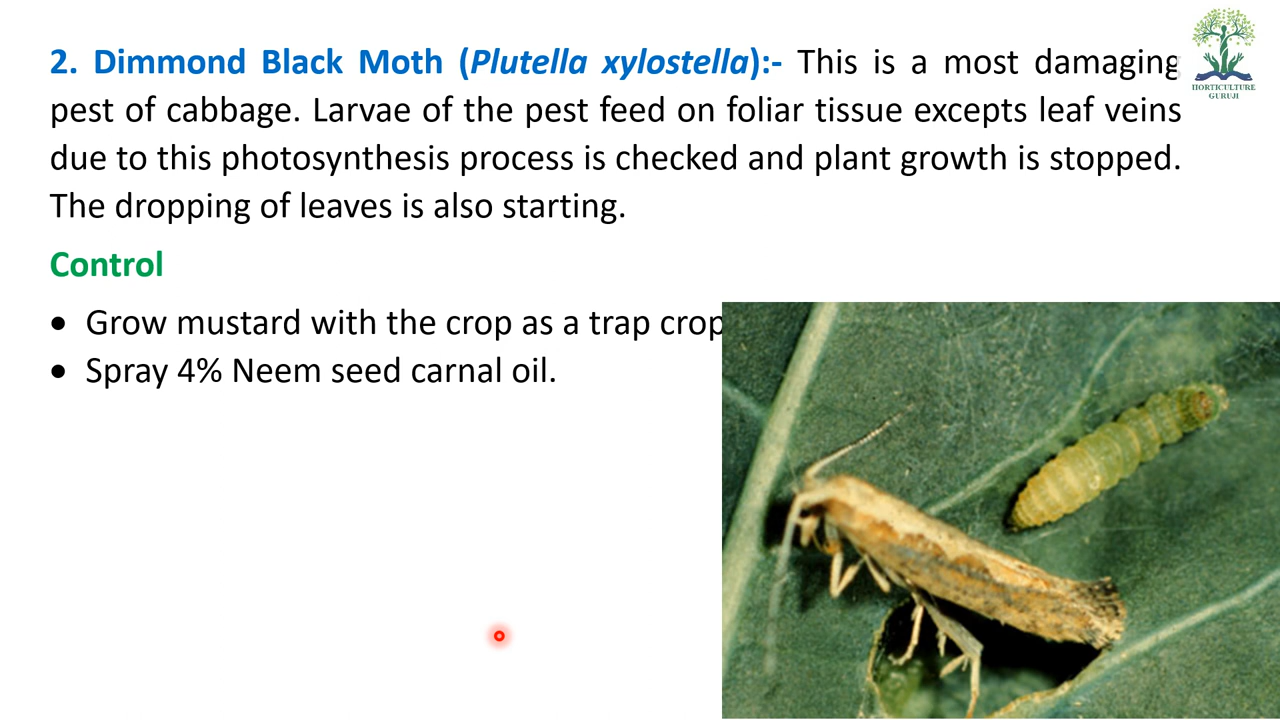 2. Dimmond Black Moth (Plutella xylostella):- This is a most damaging
pest of cabbage. Larvae of the pest feed on foliar tissue excepts leaf veins
due to this photosynthesis process is checked and plant growth is stopped.
The dropping of leaves is also starting.
Control
• Grow mustard with the crop as a trap crop
• Spray 4% Neem seed carnal oil.
HORTICULTURE
GURUJI